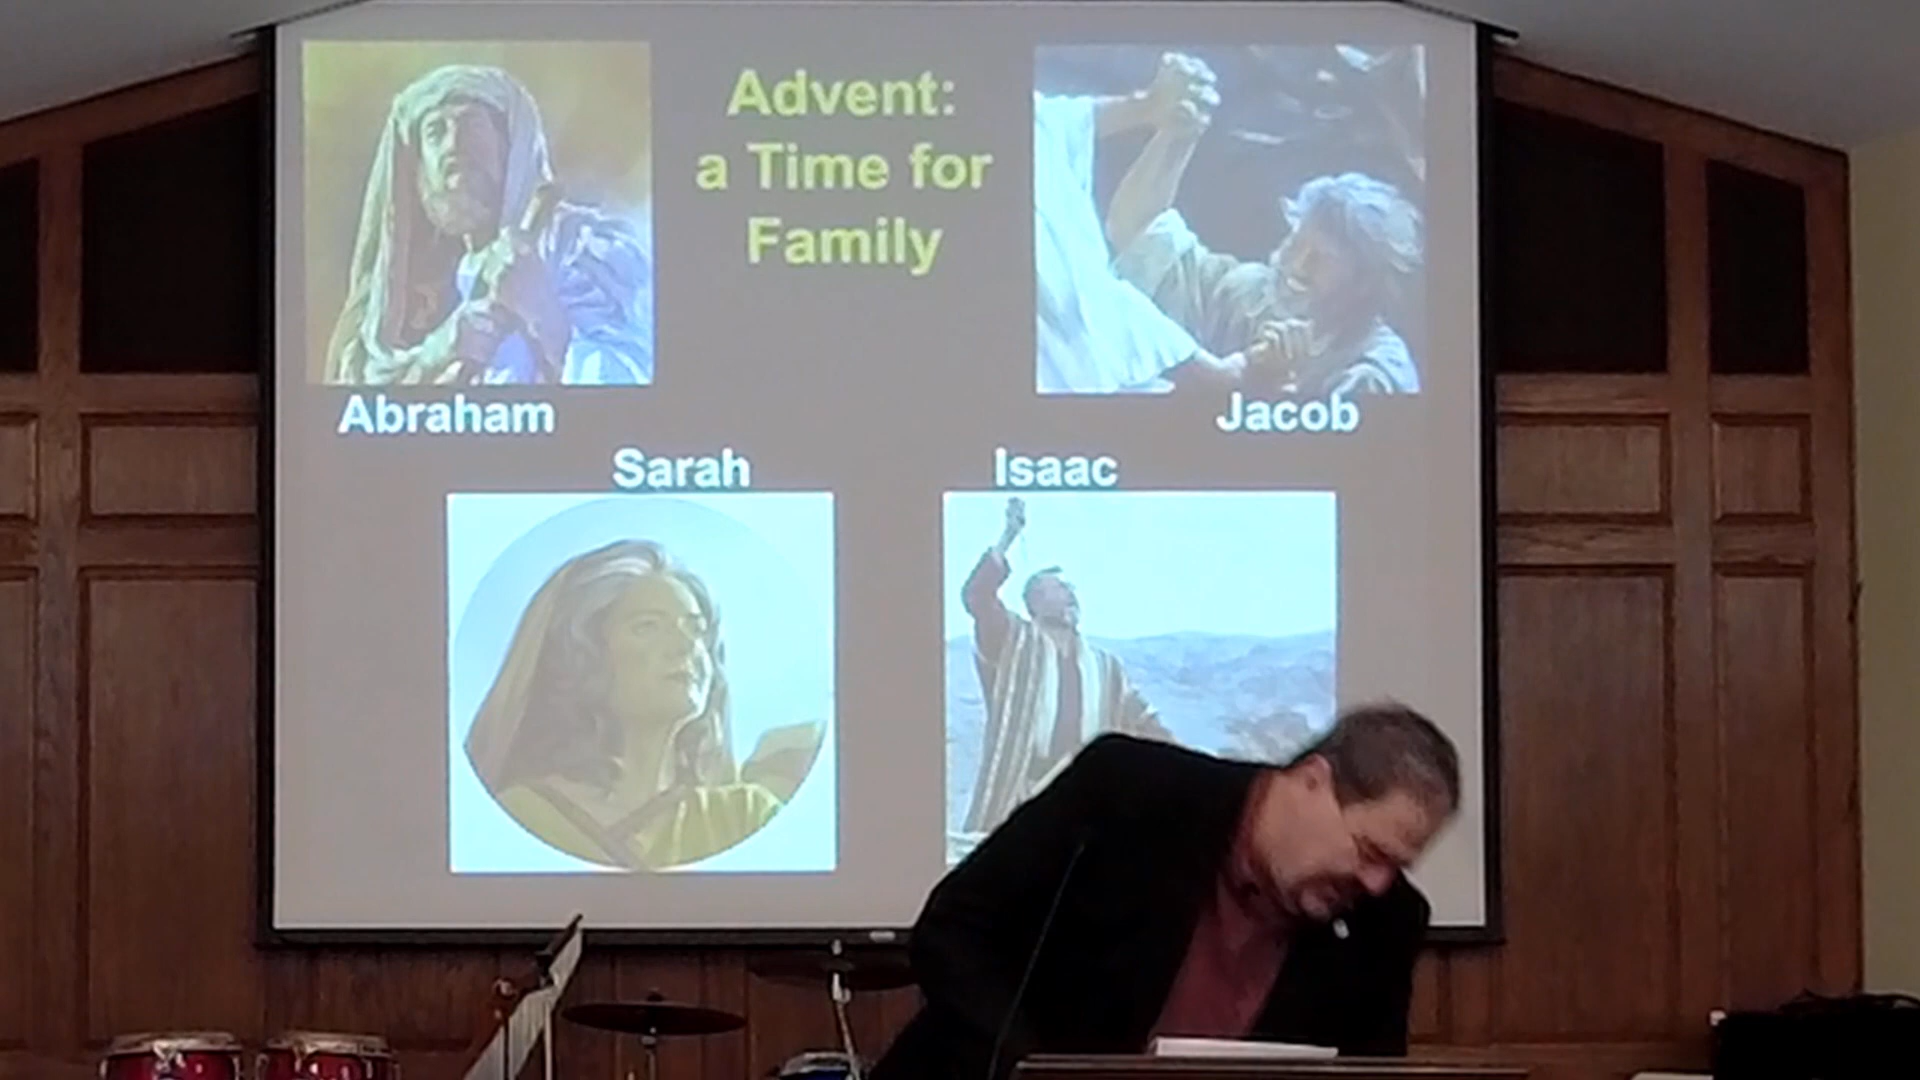 Advent:
a Time for
Family
Abraham
Jacob
Sarah
Isaac